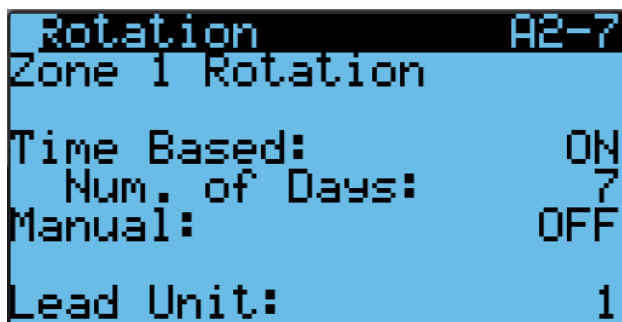 Rotation A2-7
Zone 1 Rotation
Time Based: ON
Num. of Days: 7
Manual: OFF
Lead Unit: 1